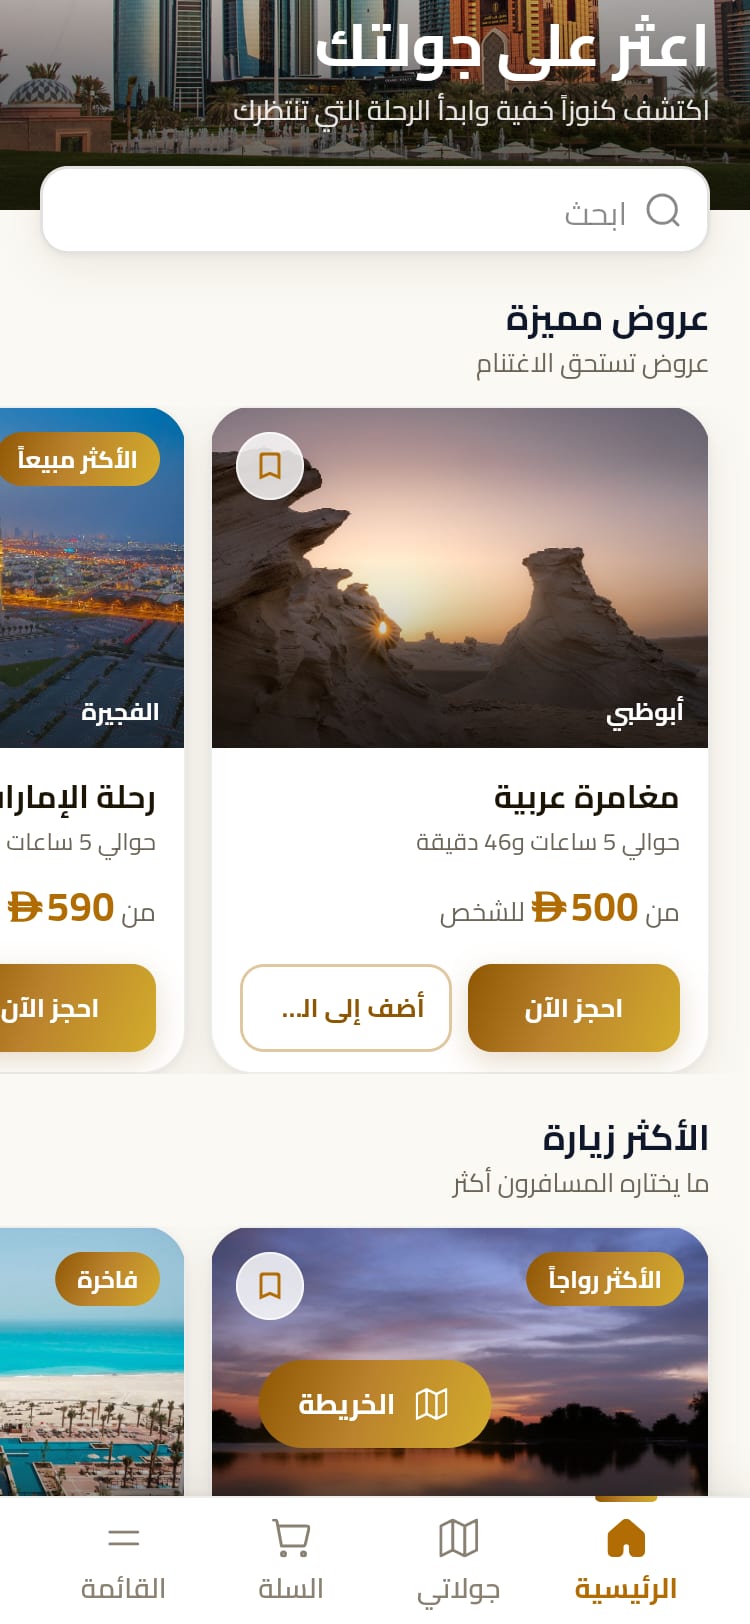 اعثر على جولتك
اكتشف كنوزاً خفية وابدأ الرحلة التي تنتظرك
ابحث
عروض مميزة
عروض تستحق الاغتنام
أبوظبي
مغامرة عربية
حوالي 5 ساعات و46 دقيقة
من 500 للشخص
احجز الآن
أضف إلى الـ...
الأكثر مبيعاً
الفجيرة
رحلة الإمارا
حوالي 5 ساعات
من 590
احجز الآن
الأكثر زيارة
ما يختاره المسافرون أكثر
الأكثر رواجاً
فاخرة
الخريطة
الرئيسية
جولاتي
السلة
القائمة